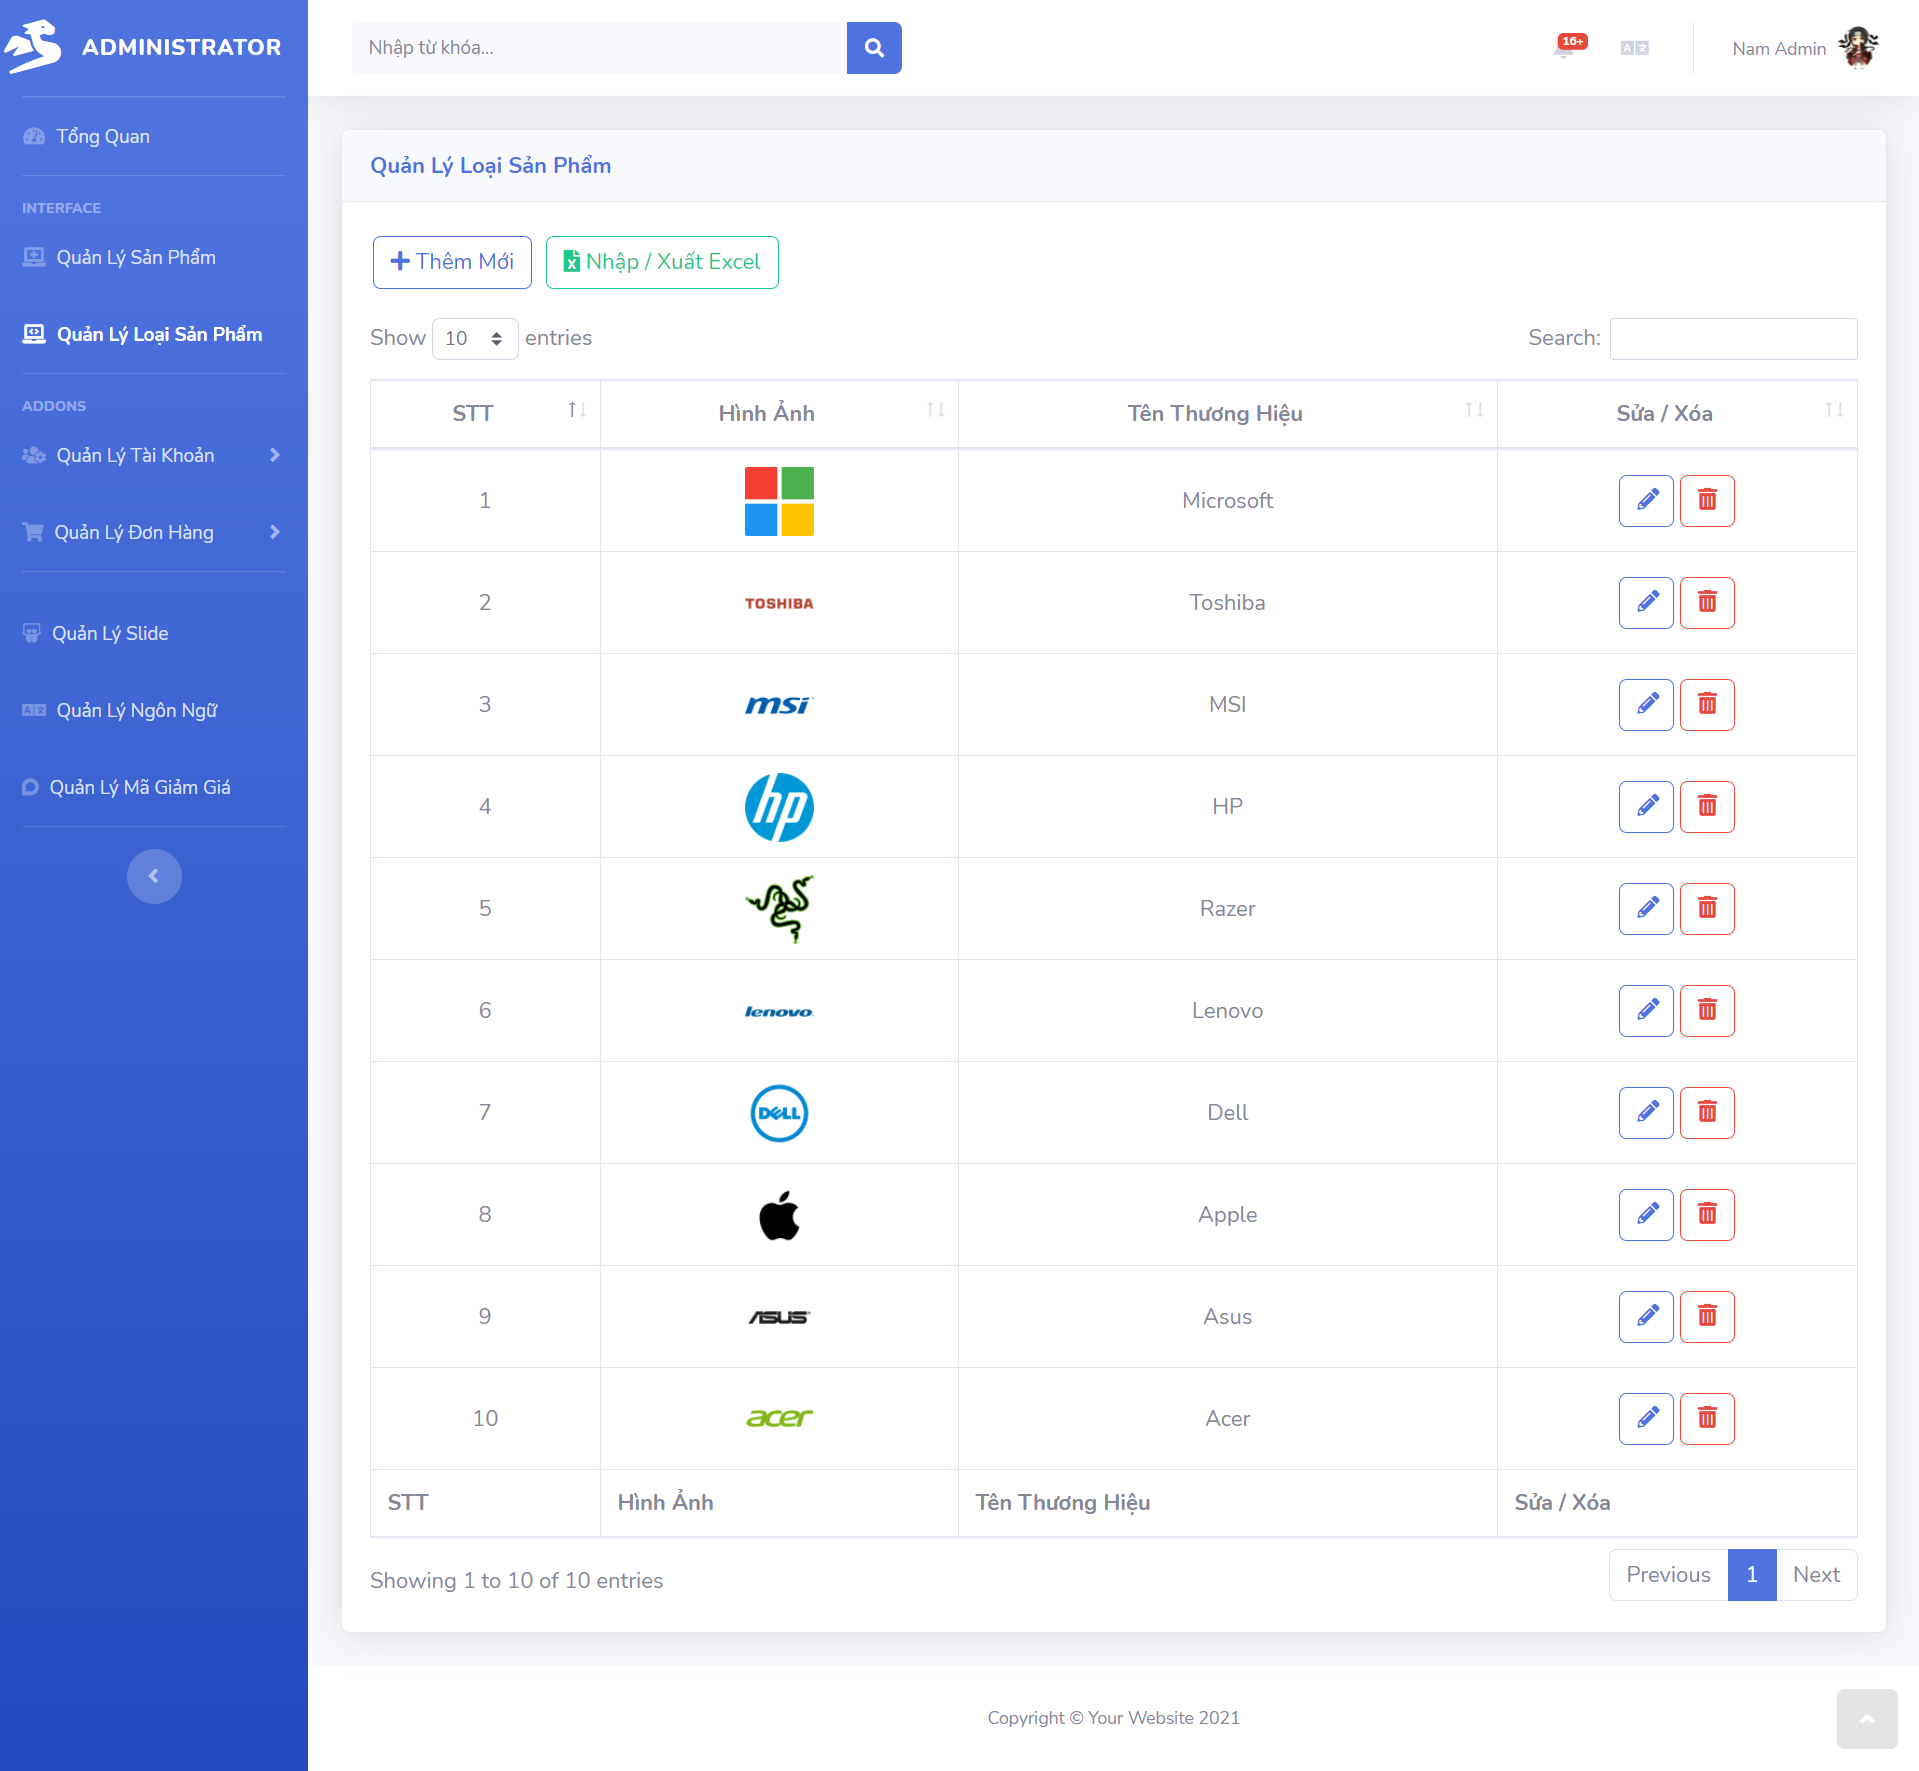 ADMINISTRATOR
Nhập từ khóa...
16+
Nam Admin
Tổng Quan
INTERFACE
Quản Lý Sản Phẩm
Quản Lý Loại Sản Phẩm
ADDONS
Quản Lý Tài Khoản
Quản Lý Đơn Hàng
Quản Lý Slide
Quản Lý Ngôn Ngữ
Quản Lý Mã Giảm Giá
Quản Lý Loại Sản Phẩm
Thêm Mới Nhập / Xuất Excel
Show 10 entries Search:
STT Hình Ảnh Tên Thương Hiệu Sửa / Xóa
1 Microsoft
2 TOSHIBA Toshiba
3 msi MSI
4 hp HP
5 Razer
6 lenovo Lenovo
7 DELL Dell
8 Apple
9 ASUS Asus
10 acer Acer
STT Hình Ảnh Tên Thương Hiệu Sửa / Xóa
Showing 1 to 10 of 10 entries Previous 1 Next
Copyright © Your Website 2021